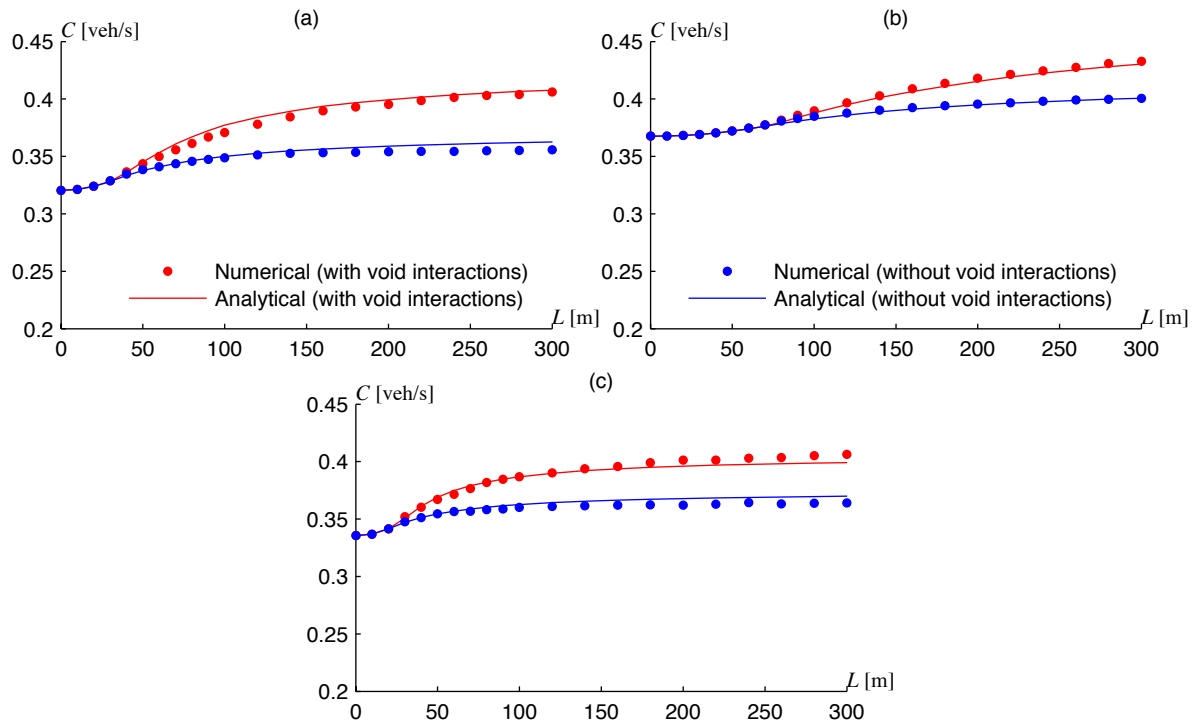 (a)
C [veh/s]
0.45
0.4
0.35
0.3
0.25
0.2
Numerical (with void interactions)
Analytical (with void interactions)
L [m]
0 50 100 150 200 250 300
(b)
C [veh/s]
0.45
0.4
0.35
0.3
0.25
0.2
Numerical (without void interactions)
Analytical (without void interactions)
L [m]
0 50 100 150 200 250 300
(c)
C [veh/s]
0.45
0.4
0.35
0.3
0.25
0.2
L [m]
0 50 100 150 200 250 300